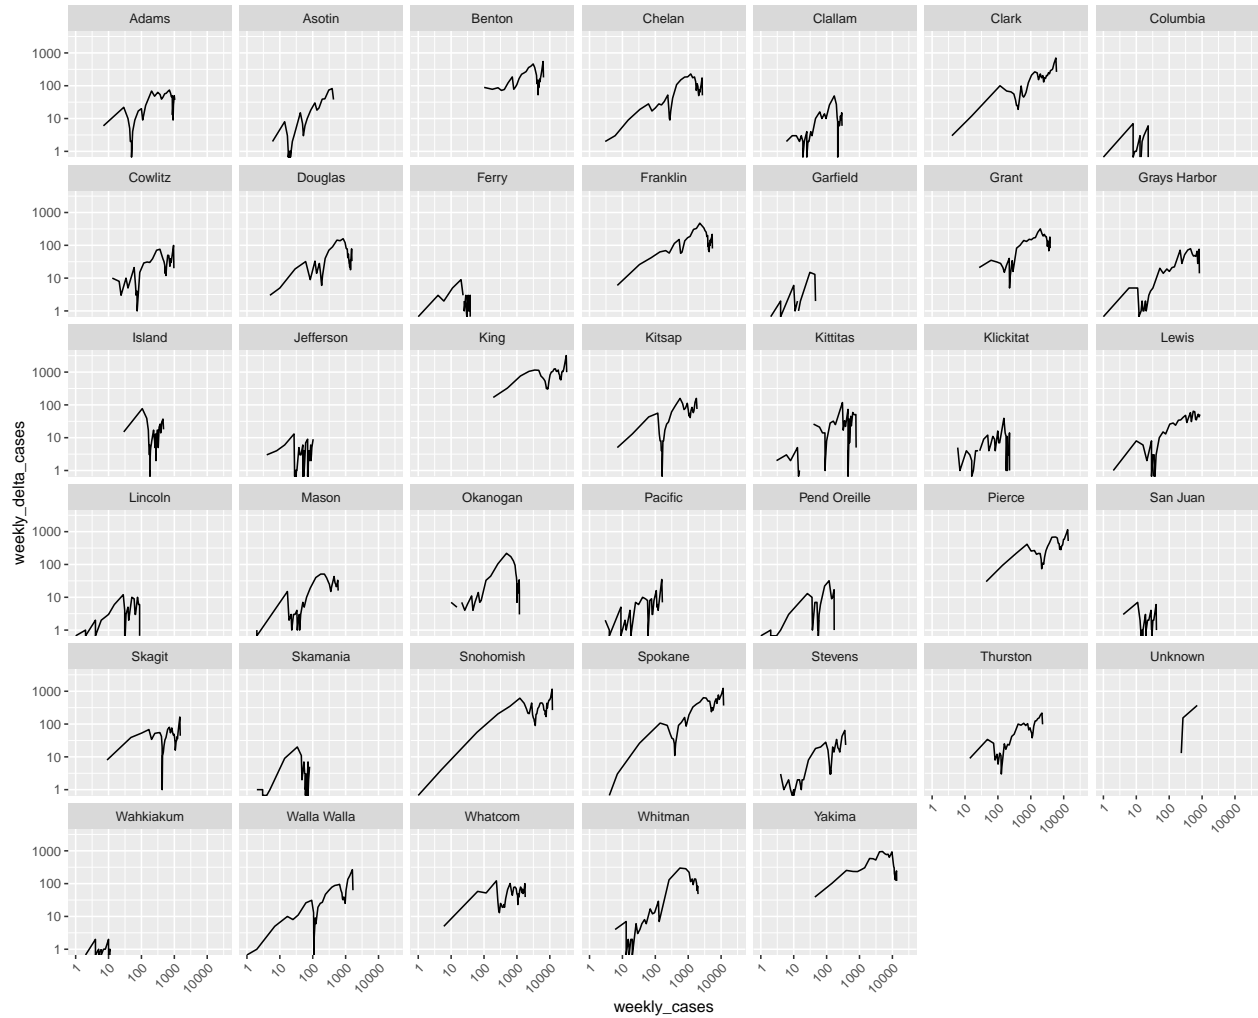 Adams Asotin Benton Chelan Clallam Clark Columbia
1000
100
10
1
Cowlitz Douglas Ferry Franklin Garfield Grant Grays Harbor
1000
100
10
1
Island Jefferson King Kitsap Kittitas Klickitat Lewis
1000
100
10
1
weekly_delta_cases
Lincoln Mason Okanogan Pacific Pend Oreille Pierce San Juan
1000
100
10
1
Skagit Skamania Snohomish Spokane Stevens Thurston Unknown
1000
100
10
1
1 10 100 1000 10000 1 10 100 1000 10000
Wahkiakum Walla Walla Whatcom Whitman Yakima
1000
100
10
1
1 10 100 1000 10000 1 10 100 1000 10000 1 10 100 1000 10000 1 10 100 1000 10000 1 10 100 1000 10000
weekly_cases